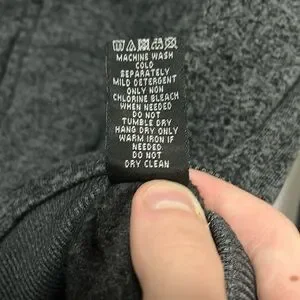 MACHINE WASH
COLD
SEPARATELY
MILD DETERGENT
ONLY NON
CHLORINE BLEACH
WHEN NEEDED
DO NOT
TUMBLE DRY
HANG DRY ONLY
WARM IRON IF
NEEDED.
DO NOT
DRY CLEAN